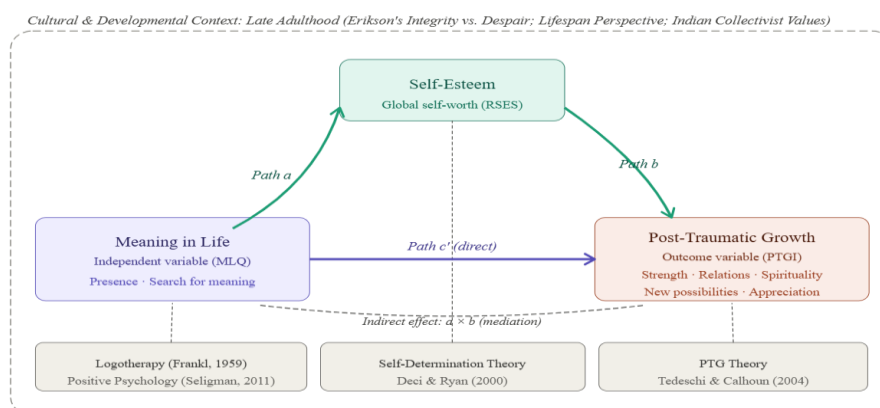 Cultural & Developmental Context: Late Adulthood (Erikson's Integrity vs. Despair; Lifespan Perspective; Indian Collectivist Values)
Self-Esteem
Global self-worth (RSES)
Path a
Path b
Meaning in Life
Independent variable (MLQ)
Presence · Search for meaning
Path c' (direct)
Post-Traumatic Growth
Outcome variable (PTGI)
Strength · Relations · Spirituality
New possibilities · Appreciation
Indirect effect: a × b (mediation)
Logotherapy (Frankl, 1959)
Positive Psychology (Seligman, 2011)
Self-Determination Theory
Deci & Ryan (2000)
PTG Theory
Tedeschi & Calhoun (2004)